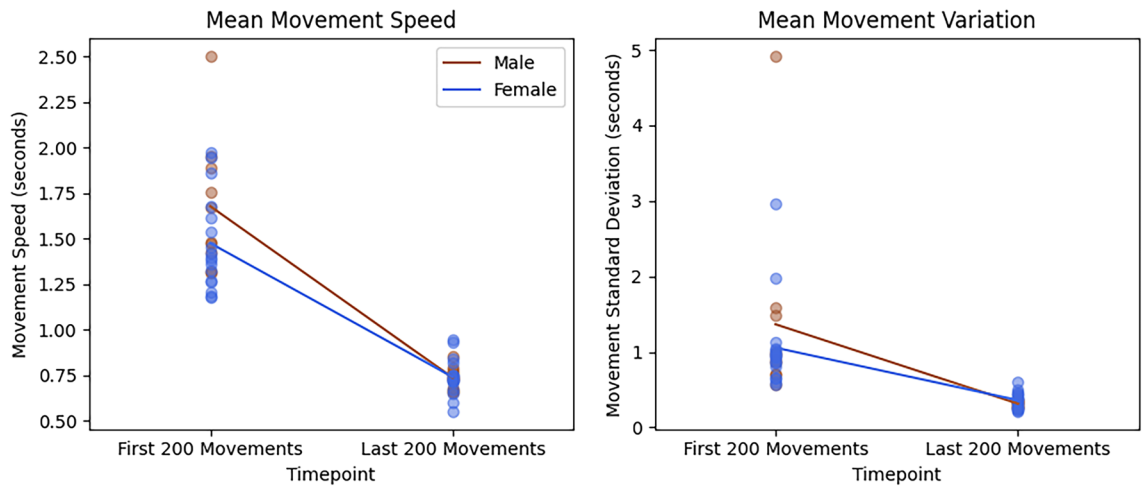 Mean Movement Speed
Movement Speed (seconds)
2.50
2.25
2.00
1.75
1.50
1.25
1.00
0.75
0.50
Male
Female
First 200 Movements
Last 200 Movements
Timepoint
Mean Movement Variation
Movement Standard Deviation (seconds)
5
4
3
2
1
0
First 200 Movements
Last 200 Movements
Timepoint